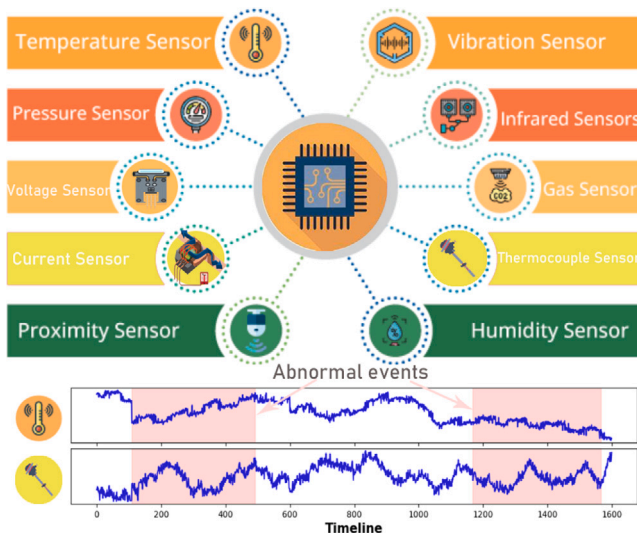 Temperature Sensor
Vibration Sensor
Pressure Sensor
Infrared Sensors
Voltage Sensor
CO2
Gas Sensor
Current Sensor
Thermocouple Sensor
Proximity Sensor
Humidity Sensor
Abnormal events
0 200 400 600 800 1000 1200 1400 1600
Timeline